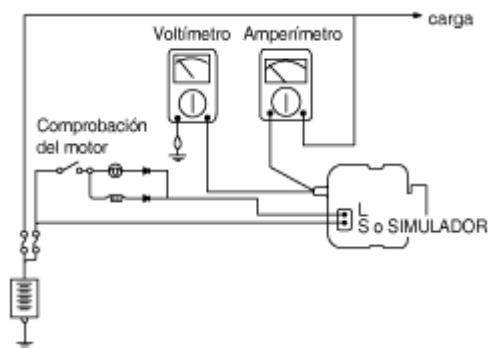 carga
Voltímetro
Amperímetro
Comprobación
del motor
L
S o SIMULADOR